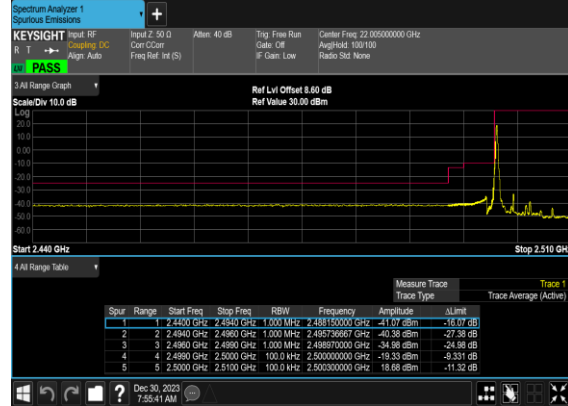 Spectrum Analyzer 1
Spurious Emissions
KEYSIGHT Input: RF Input Z: 50 Ω Atten: 40 dB Trig: Free Run Center Freq: 22.005000000 GHz
R T Coupling: DC Corr CCorr Gate: Off Avg|Hold: 100/100
Align: Auto Freq Ref: Int (S) IF Gain: Low Radio Std: None
PASS
3 All Range Graph
Ref Lvl Offset 8.60 dB
Scale/Div 10.0 dB Ref Value 30.00 dBm
Log
20.0
10.0
0.00
-10.0
-20.0
-30.0
-40.0
-50.0
-60.0
Start 2.440 GHz Stop 2.510 GH
4 All Range Table
Measure Trace Trace 1
Trace Type Trace Average (Active)
Spur Range Start Freq Stop Freq RBW Frequency Amplitude ΔLimit
1 1 2.4400 GHz 2.4940 GHz 1.000 MHz 2.488150000 GHz -41.07 dBm -16.07 dB
2 2 2.4940 GHz 2.4960 GHz 1.000 MHz 2.495736667 GHz -40.38 dBm -27.38 dB
3 3 2.4960 GHz 2.4990 GHz 1.000 MHz 2.498970000 GHz -34.98 dBm -24.98 dB
4 4 2.4990 GHz 2.5000 GHz 100.0 kHz 2.500000000 GHz -19.33 dBm -9.331 dB
5 5 2.5000 GHz 2.5100 GHz 100.0 kHz 2.500300000 GHz 18.68 dBm -11.32 dB
Dec 30, 2023
7:55:41 AM